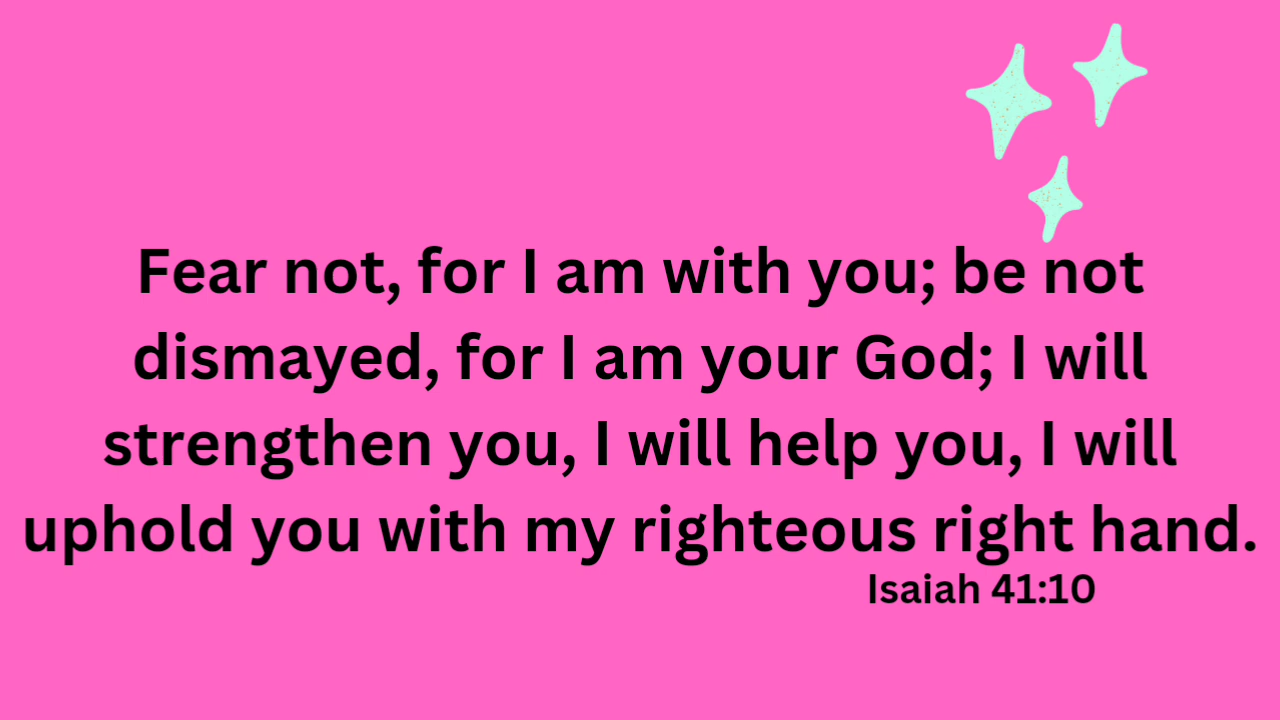 Fear not, for I am with you; be not
dismayed, for I am your God; I will
strengthen you, I will help you, I will
uphold you with my righteous right hand.
Isaiah 41:10